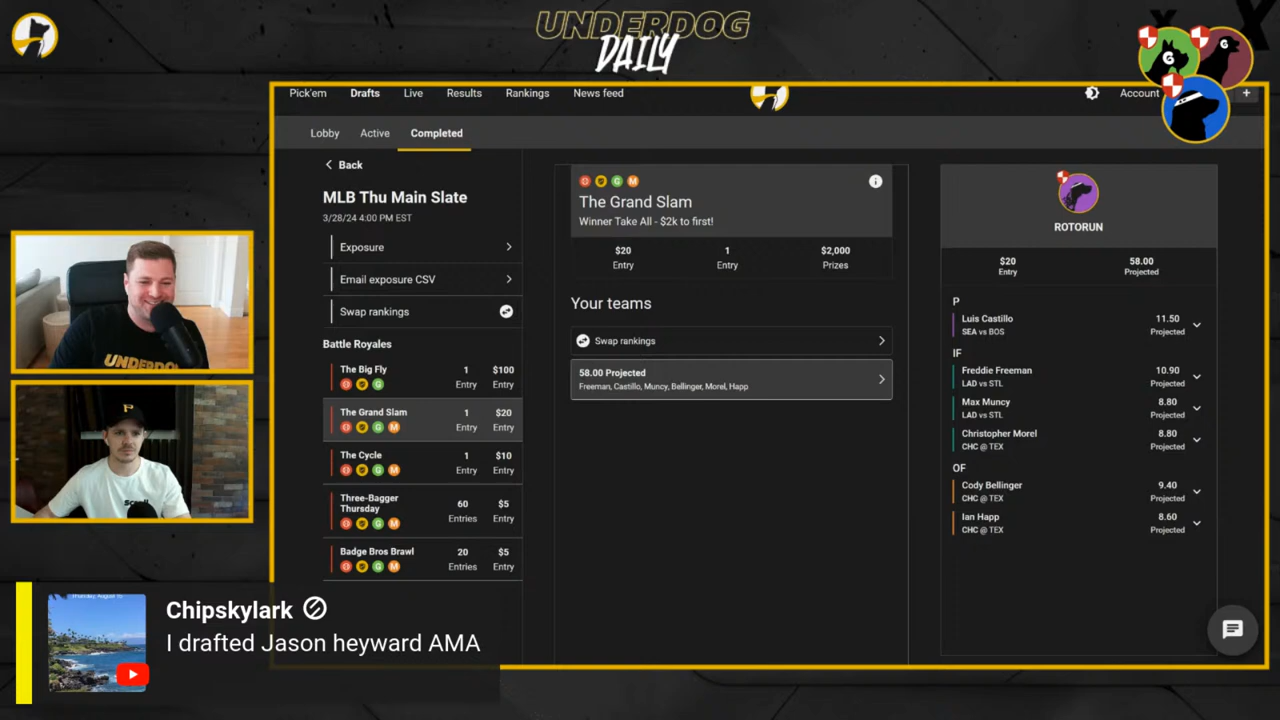 UNDERDOG
DAILY
Pick'em Drafts Live Results Rankings News feed Account +
Lobby Active Completed
Back
MLB Thu Main Slate
3/28/24 4:00 PM EST
Exposure
Email exposure CSV
Swap rankings
Battle Royales
The Big Fly 1 $100
Entry Entry
The Grand Slam 1 $20
Entry Entry
The Cycle 1 $10
Entry Entry
Three-Bagger Thursday 60 $5
Entries Entry
Badge Bros Brawl 20 $5
Entries Entry
The Grand Slam
Winner Take All - $2k to first!
$20 1 $2,000
Entry Entry Prizes
Your teams
Swap rankings
58.00 Projected
Freeman, Castillo, Muncy, Bellinger, Morel, Happ
ROTORUN
$20 58.00
Entry Projected
P
Luis Castillo 11.50
SEA vs BOS Projected
IF
Freddie Freeman 10.90
LAD vs STL Projected
Max Muncy 8.80
LAD vs STL Projected
Christopher Morel 8.80
CHC @ TEX Projected
OF
Cody Bellinger 9.40
CHC @ TEX Projected
Ian Happ 8.60
CHC @ TEX Projected
UNDERDOG
Chipskylark
I drafted Jason heyward AMA